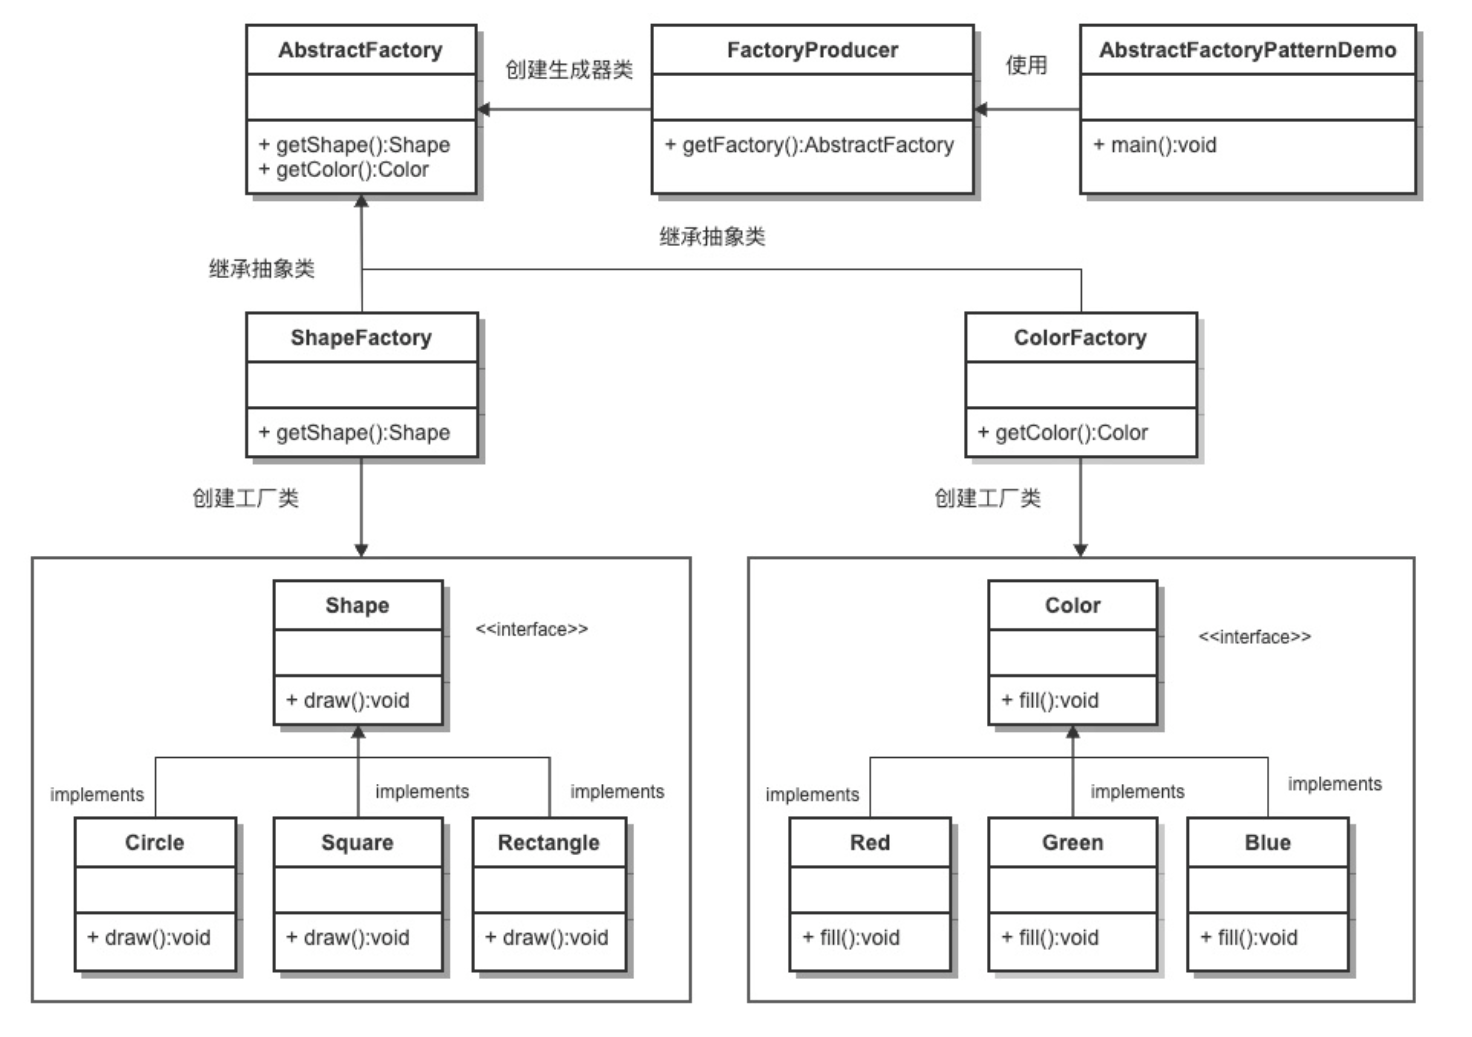 AbstractFactory
+ getShape():Shape
+ getColor():Color
创建生成器类
FactoryProducer
+ getFactory():AbstractFactory
使用
AbstractFactoryPatternDemo
+ main():void
继承抽象类
继承抽象类
ShapeFactory
+ getShape():Shape
ColorFactory
+ getColor():Color
创建工厂类
创建工厂类
Shape
<<interface>>
+ draw():void
implements
implements
implements
Circle
+ draw():void
Square
+ draw():void
Rectangle
+ draw():void
Color
<<interface>>
+ fill():void
implements
implements
implements
Red
+ fill():void
Green
+ fill():void
Blue
+ fill():void